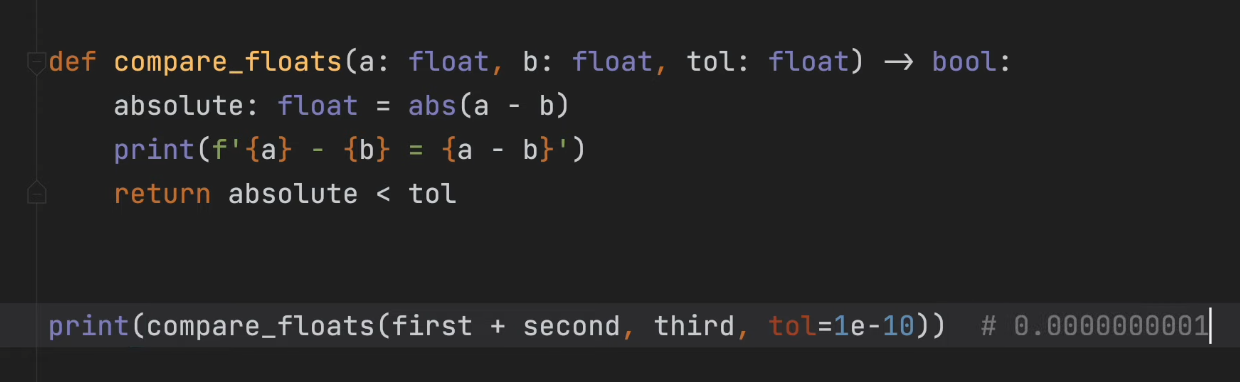 def compare_floats(a: float, b: float, tol: float) -> bool:
    absolute: float = abs(a - b)
    print(f'{a} - {b} = {a - b}')
    return absolute < tol
print(compare_floats(first + second, third, tol=1e-10))  # 0.0000000001